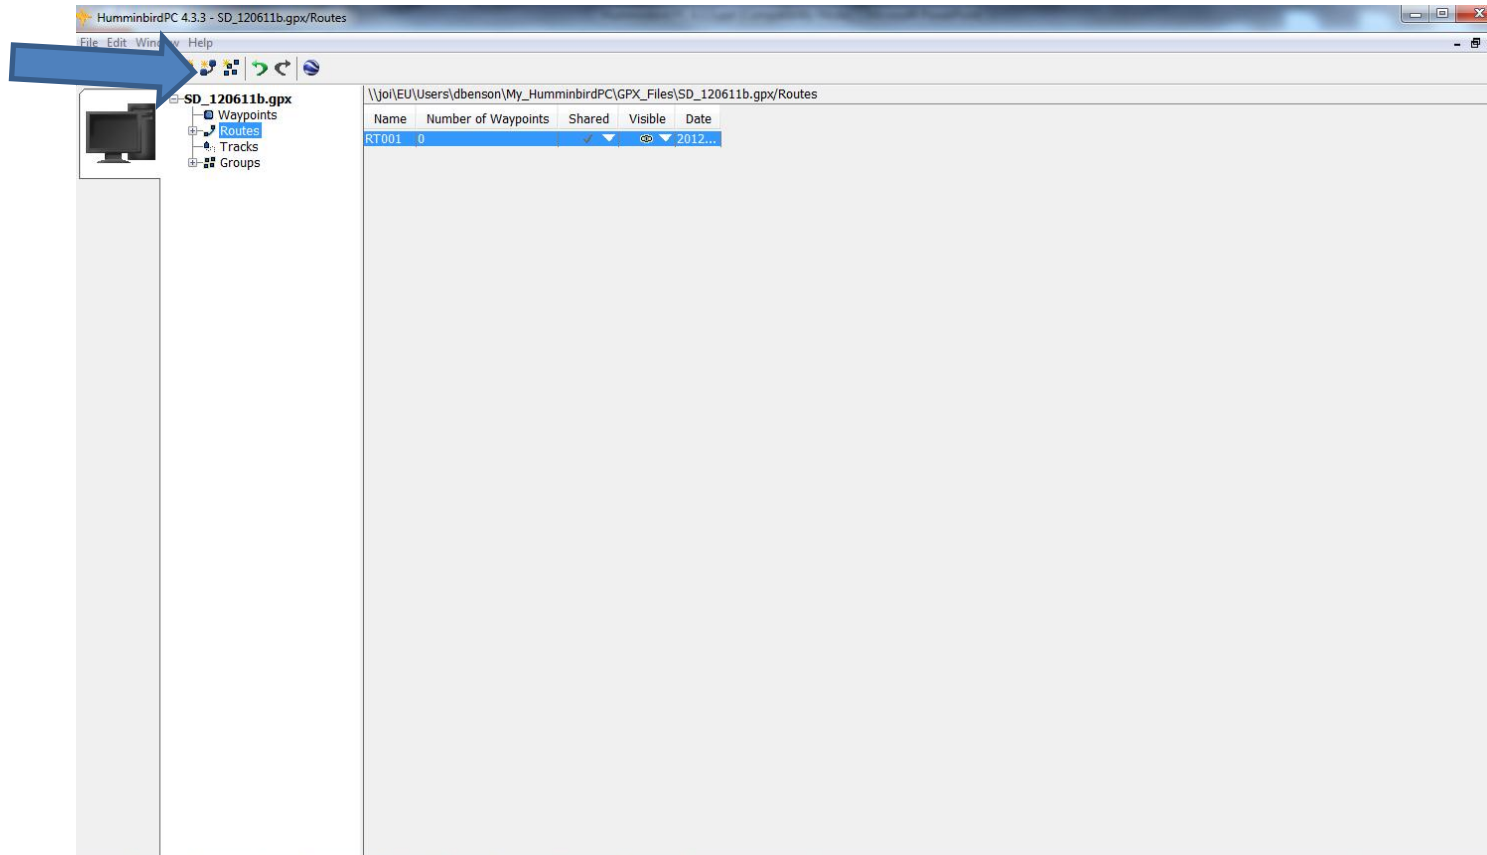 HumminbirdPC 4.3.3 - SD_120611b.gpx/Routes
File Edit Window Help
SD_120611b.gpx
Waypoints
Routes
Tracks
Groups
\\joi\EU\Users\dbenson\My_HumminbirdPC\GPX_Files\SD_120611b.gpx/Routes
Name Number of Waypoints Shared Visible Date
RT001 0 2012...